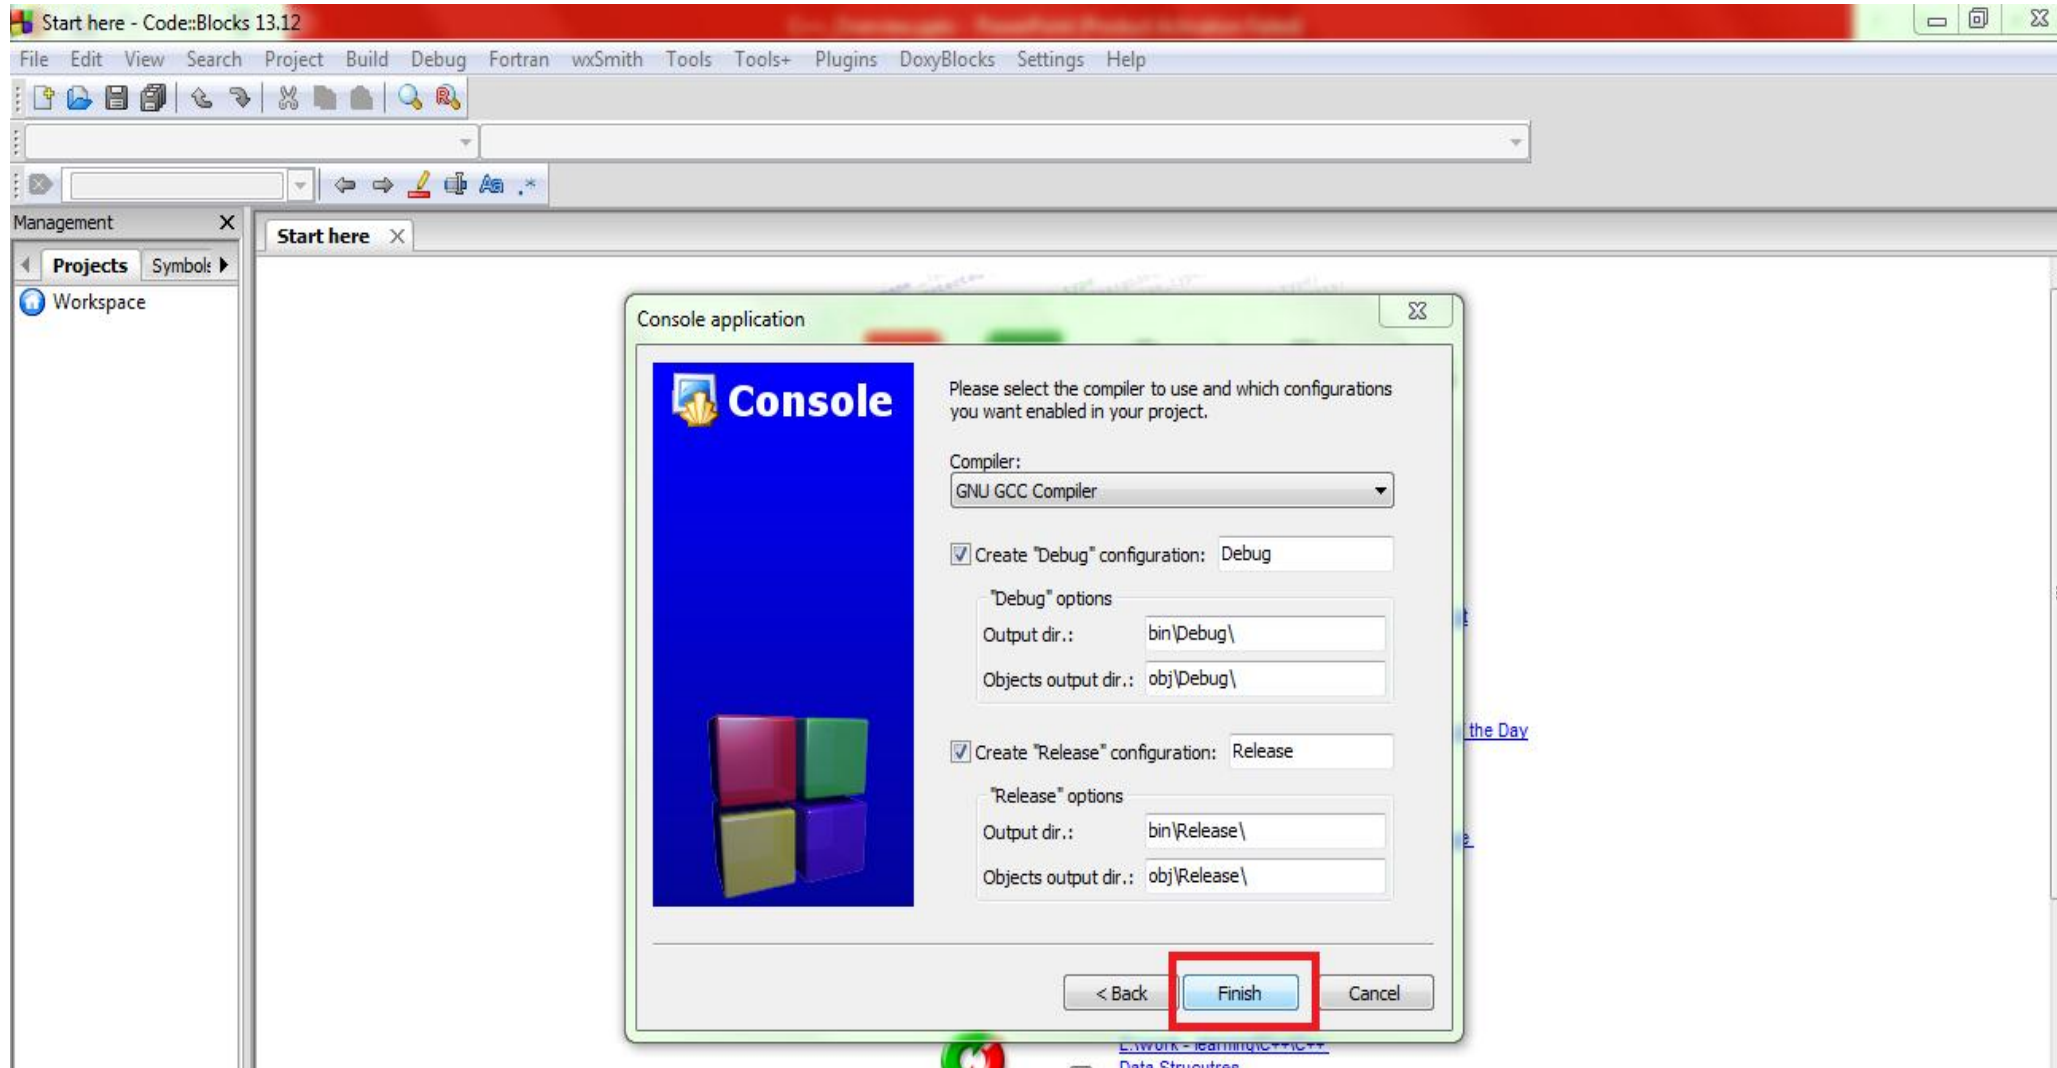 Start here - Code::Blocks 13.12
File Edit View Search Project Build Debug Fortran wxSmith Tools Tools+ Plugins DoxyBlocks Settings Help
Management X
Start here
Projects Symbols
Workspace
Console application
Console
Please select the compiler to use and which configurations
you want enabled in your project.
Compiler:
GNU GCC Compiler
Create "Debug" configuration: Debug
"Debug" options
Output dir.: bin\Debug\
Objects output dir.: obj\Debug\
the Day
Create "Release" configuration: Release
"Release" options
Output dir.: bin\Release\
Objects output dir.: obj\Release\
< Back Finish Cancel
E:\Work - learning\C++\C++
Data Strucutres